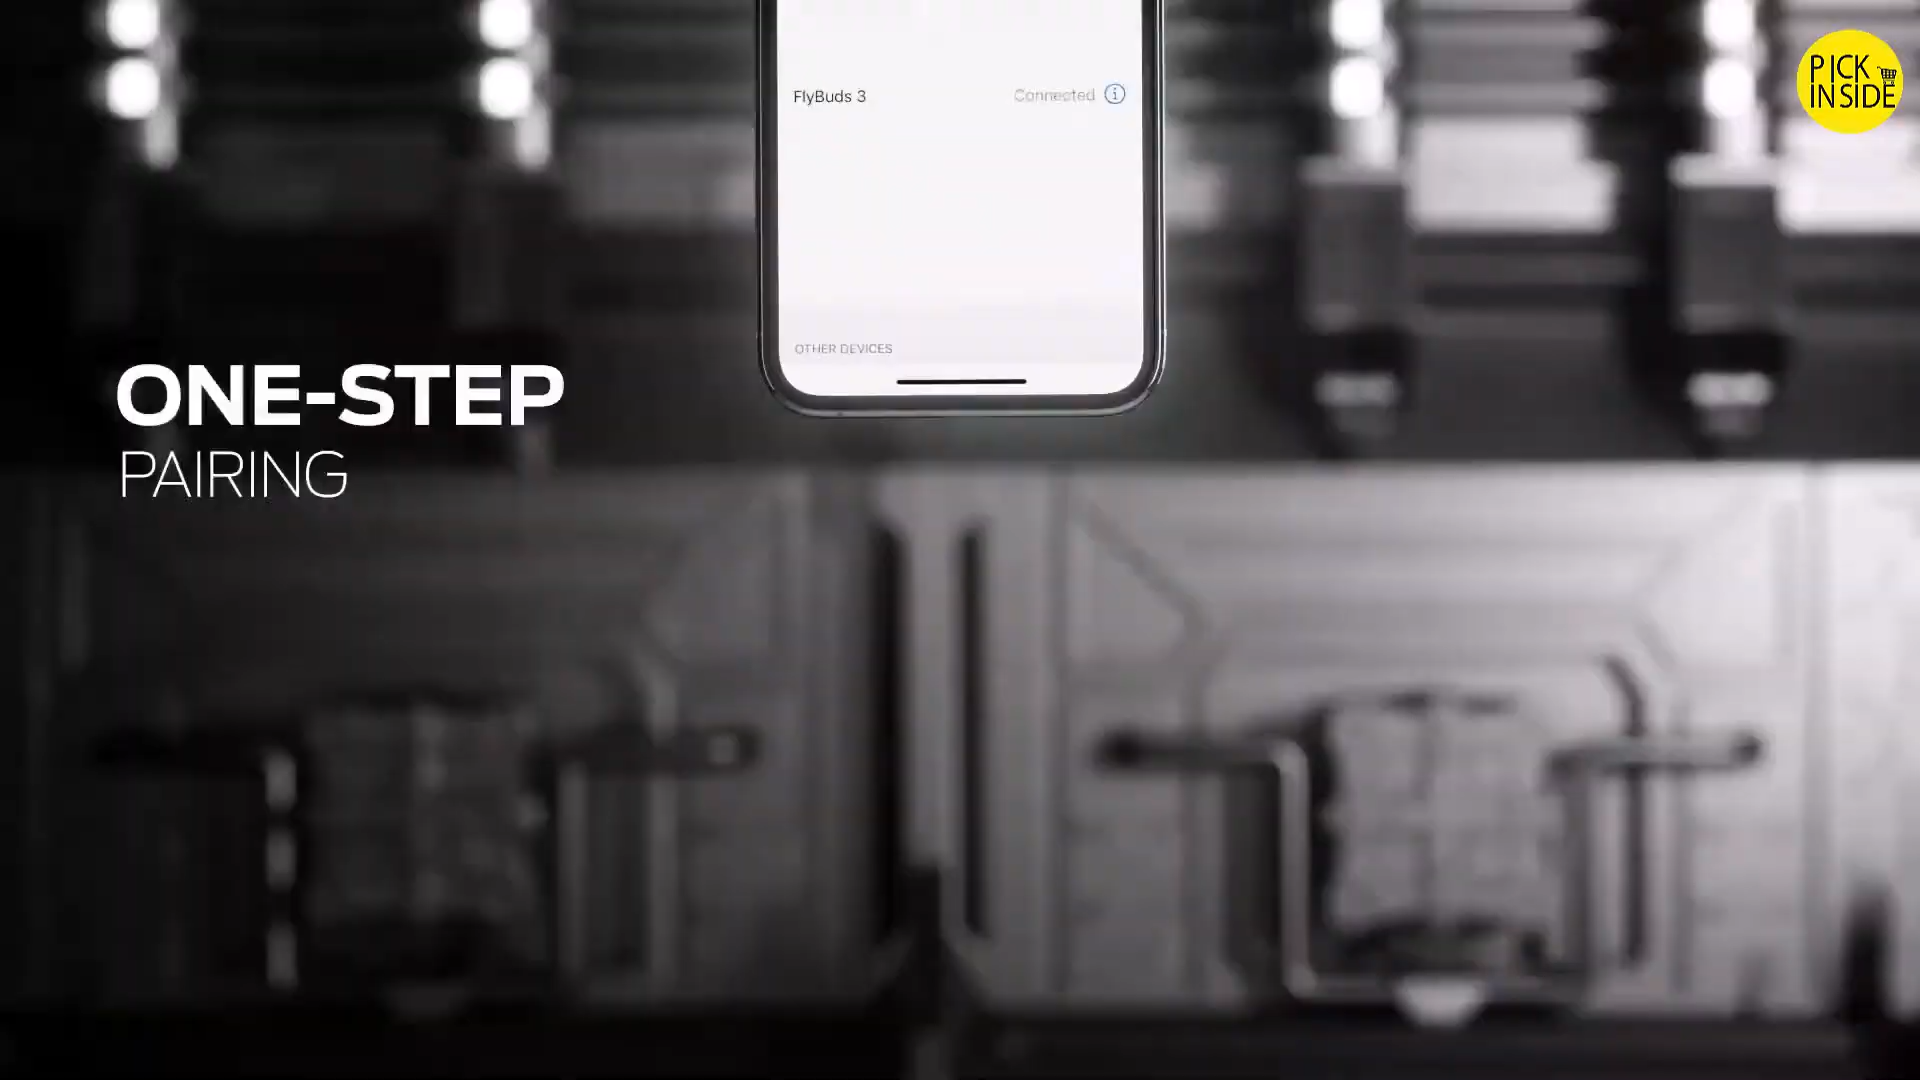 PICK
INSIDE
FlyBuds 3 Connected
OTHER DEVICES
ONE-STEP
PAIRING